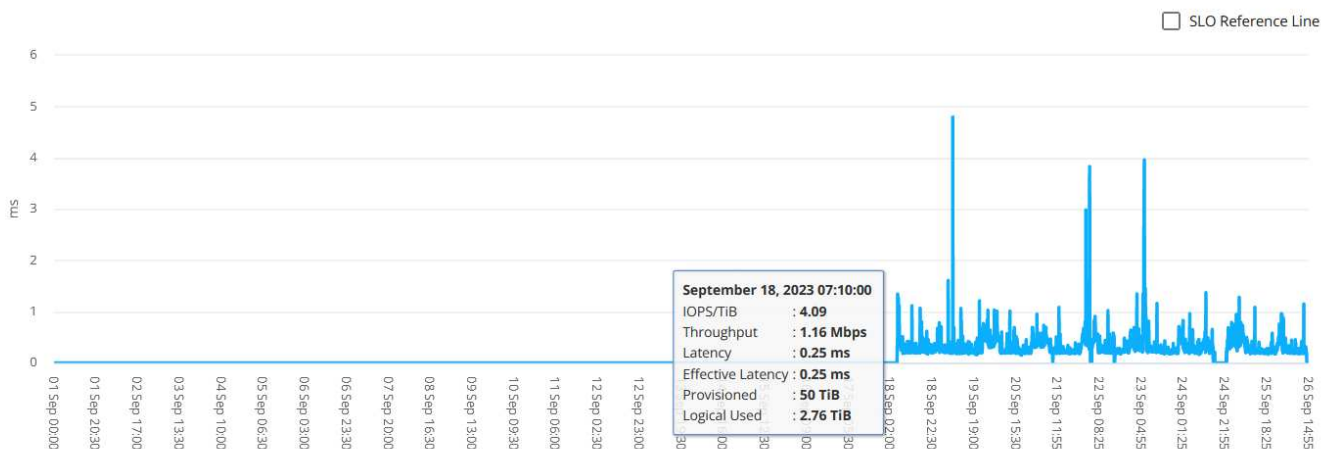 SLO Reference Line
6
5
4
3
2
1
0
ms
September 18, 2023 07:10:00
IOPS/TiB : 4.09
Throughput : 1.16 Mbps
Latency : 0.25 ms
Effective Latency : 0.25 ms
Provisioned : 50 TiB
Logical Used : 2.76 TiB
01 Sep 00:00
01 Sep 20:30
02 Sep 17:00
03 Sep 13:30
04 Sep 10:00
05 Sep 06:30
06 Sep 03:00
06 Sep 23:30
07 Sep 20:00
08 Sep 16:30
09 Sep 13:00
10 Sep 09:30
11 Sep 06:00
12 Sep 02:30
12 Sep 23:00
18 Sep 02:00
18 Sep 22:30
19 Sep 19:00
20 Sep 15:30
21 Sep 11:55
22 Sep 08:25
23 Sep 04:55
24 Sep 01:25
24 Sep 21:55
25 Sep 18:25
26 Sep 14:55